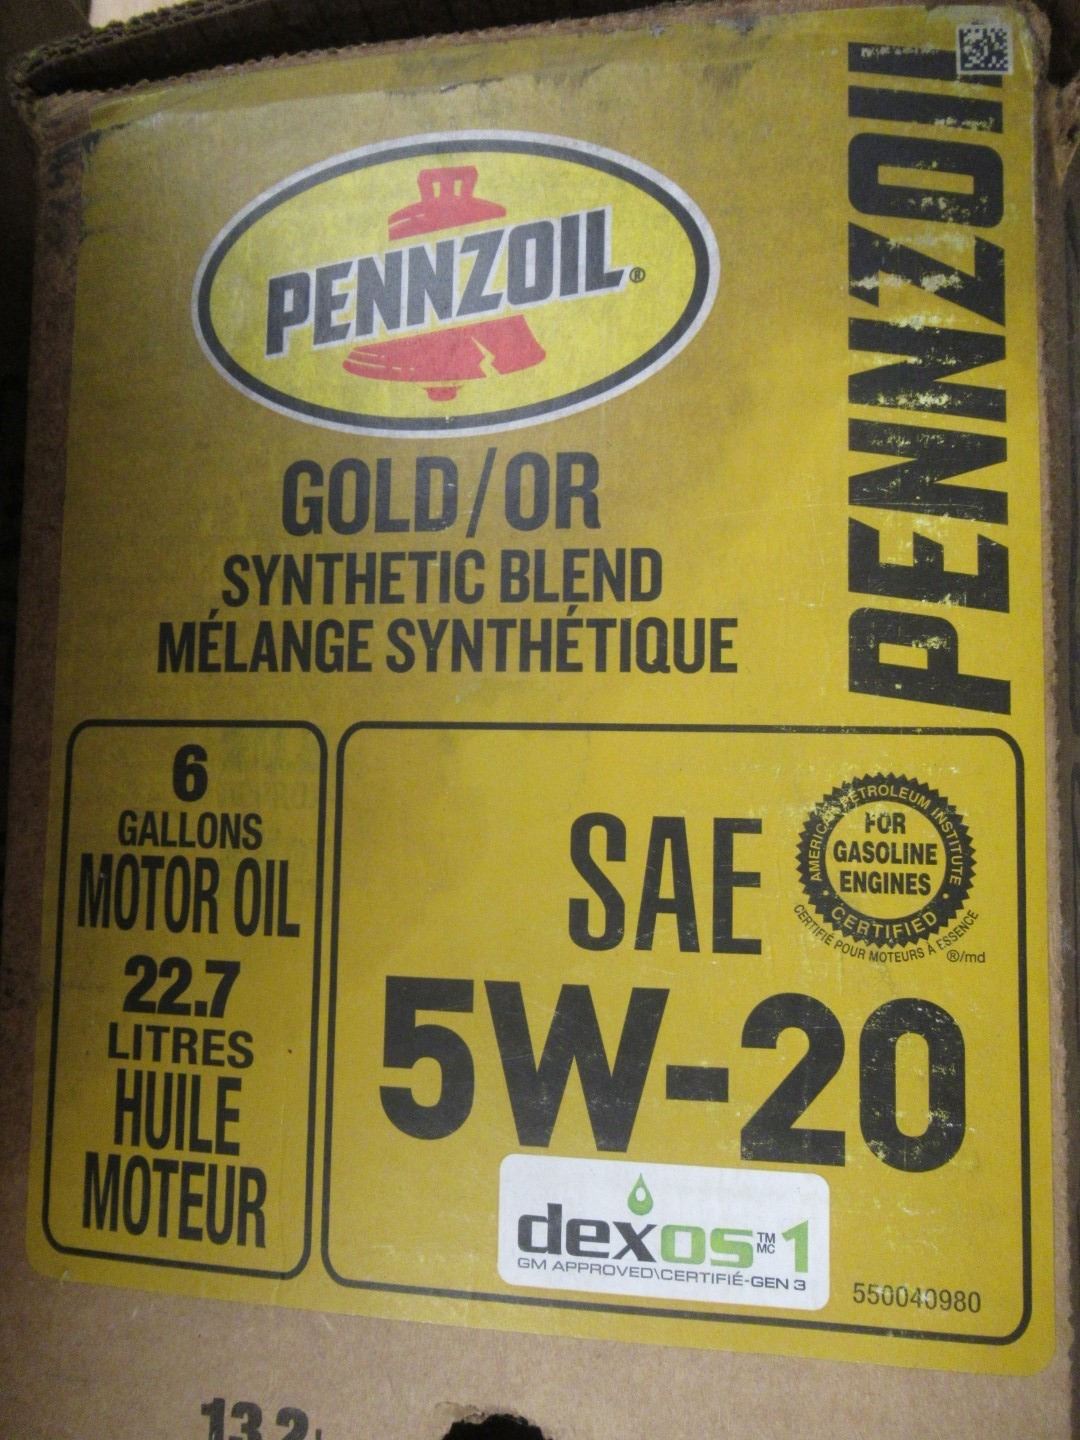 PENNZOIL
PENNZOIL®
GOLD/OR
SYNTHETIC BLEND
MÉLANGE SYNTHÉTIQUE
6
GALLONS
MOTOR OIL
22.7
LITRES
HUILE
MOTEUR
SAE
AMERICAN PETROLEUM INSTITUTE
FOR
GASOLINE
ENGINES
CERTIFIED
CERTIFIÉ POUR MOTEURS À ESSENCE
®/md
5W-20
dexos™ MC 1
GM APPROVED\CERTIFIÉ-GEN 3
550040980
13.2